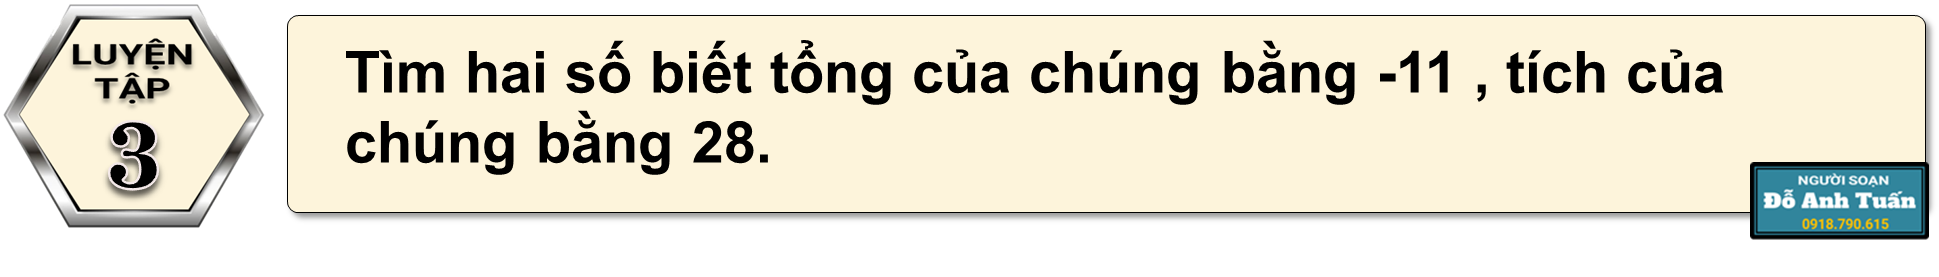 LUYỆN
TẬP
3
Tìm hai số biết tổng của chúng bằng -11 , tích của
chúng bằng 28.
NGƯỜI SOẠN
Đỗ Anh Tuấn
0918.790.615